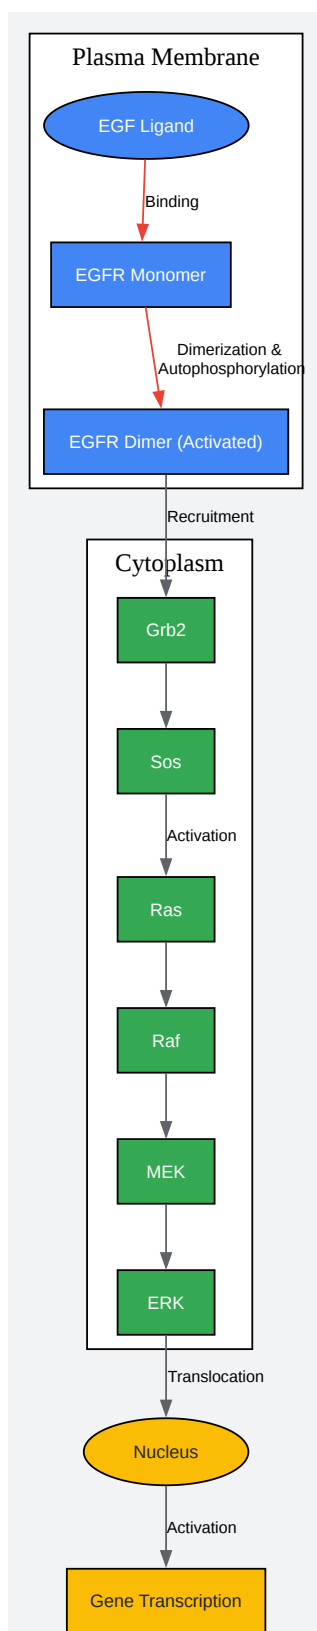 Plasma Membrane
EGF Ligand
Binding
EGFR Monomer
Dimerization &
Autophosphorylation
EGFR Dimer (Activated)
Recruitment
Cytoplasm
Grb2
Sos
Activation
Ras
Raf
MEK
ERK
Translocation
Nucleus
Activation
Gene Transcription